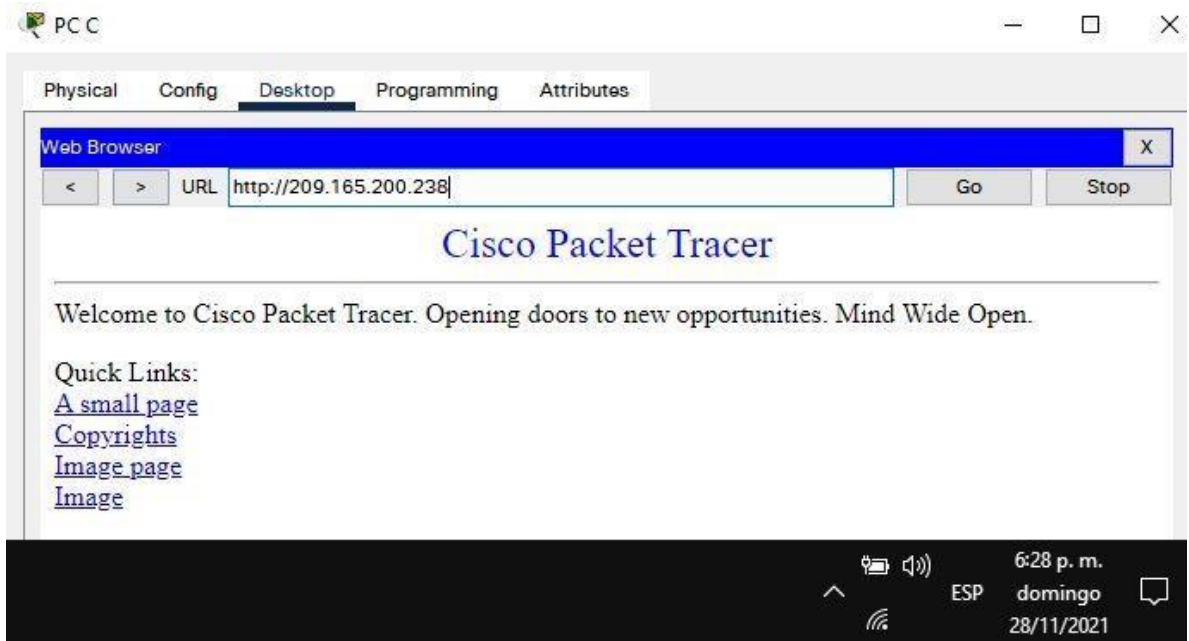 PC C
Physical Config Desktop Programming Attributes
Web Browser X
< > URL http://209.165.200.238 Go Stop
Cisco Packet Tracer
Welcome to Cisco Packet Tracer. Opening doors to new opportunities. Mind Wide Open.
Quick Links:
A small page
Copyrights
Image page
Image
6:28 p. m.
ESP domingo
28/11/2021